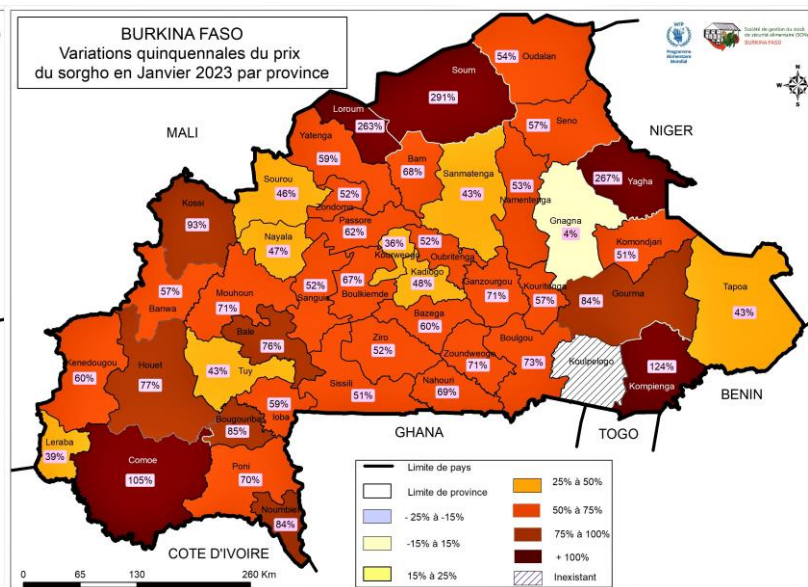 BURKINA FASO
Variations quinquennales du prix
du sorgho en Janvier 2023 par province
WFP
Programme
Alimentaire
Mondial
Société de gestion du stock
de sécurité alimentaire
BURKINA FASO
N
W
E
S
MALI
NIGER
BENIN
TOGO
GHANA
COTE D'IVOIRE
54%
Oudalan
Soum
291%
Loroum
263%
Seno
57%
Yatenga
59%
Bam
68%
Sanmatenga
43%
53%
Namentenga
267%
Yagha
Gnagna
4%
Sourou
46%
52%
Zondoma
Passore
62%
Kossi
93%
Nayala
47%
36%
Kourweogo
52%
Oubritenga
Kadiogo
48%
Komondjari
51%
Tapoa
43%
57%
Banwa
Mouhoun
71%
52%
Sanguie
67%
Boulkiemde
Ganzourgou
71%
Kouritenga
57%
84%
Gourma
Bazega
60%
Bale
76%
Ziro
52%
Zoundweogo
71%
Boulgou
73%
Koulpelogo
124%
Kompienga
Kenedougou
60%
Houet
77%
43%
Tuy
Sissili
51%
Nahouri
69%
59%
Ioba
Bougouriba
85%
Leraba
39%
Comoe
105%
Poni
70%
Noumbiel
84%
Limite de pays
Limite de province
- 25% à -15%
-15% à 15%
15% à 25%
25% à 50%
50% à 75%
75% à 100%
+ 100%
Inexistant
0 65 130 260 Km